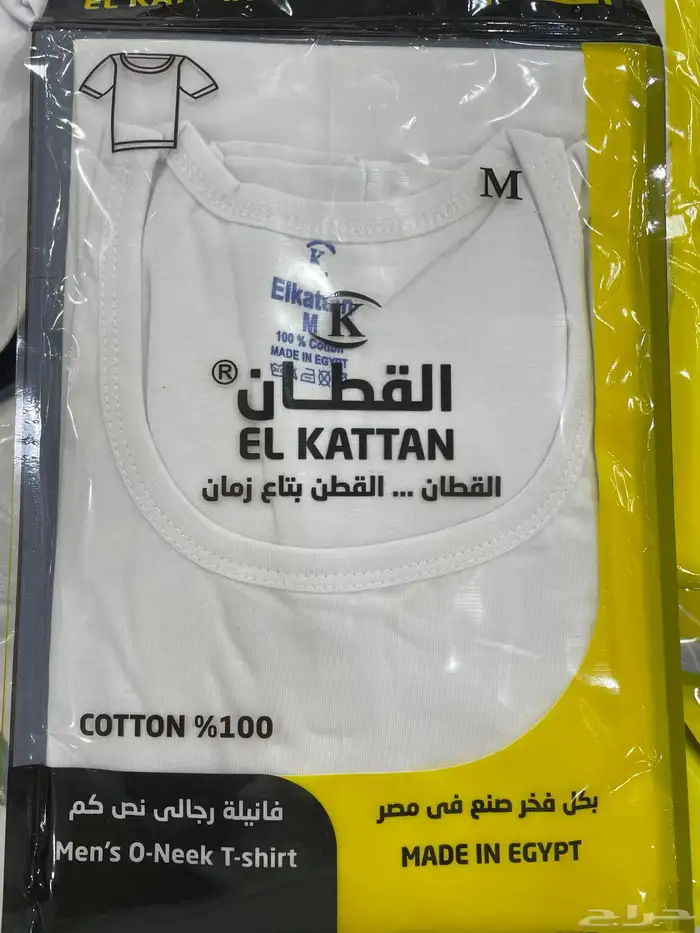 M
K
Elkattan
M
100 % Cotton
MADE IN EGYPT
K
القطان®
EL KATTAN
القطان ... القطن بتاع زمان
COTTON %100
فانيلة رجالى نص كم
Men's O-Neek T-shirt
بكل فخر صنع فى مصر
MADE IN EGYPT
حراج